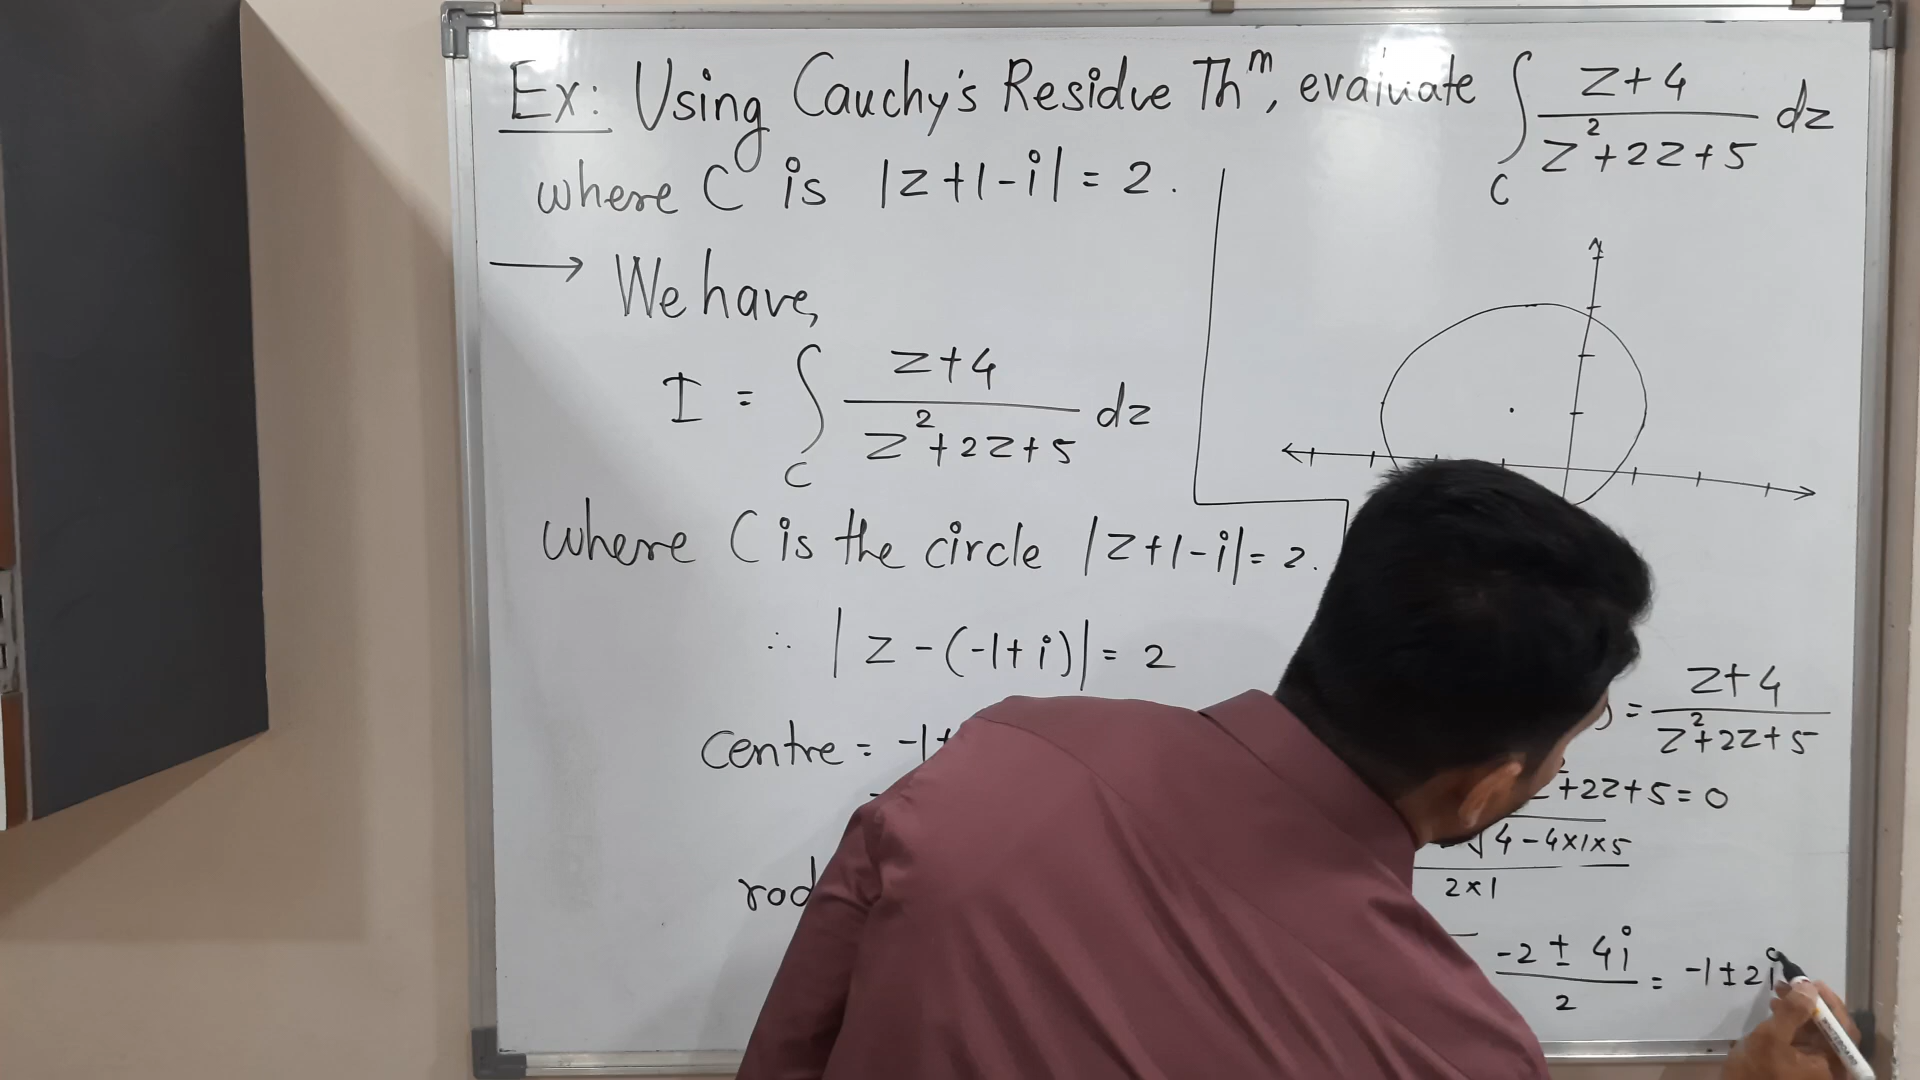 Ex: Using Cauchy's Residue Thᵐ, evaluate ∫_C (z+4)/(z²+2z+5) dz
where C is |z+1-i| = 2.
→ We have,
I = ∫_C (z+4)/(z²+2z+5) dz
where C is the circle |z+1-i| = 2.
∴ |z-(-1+i)| = 2
Centre = -1+
= (z+4)/(z²+2z+5)
+2z+5=0
√(4-4×1×5)
2×1
(-2±4i)/2 = -1±2i